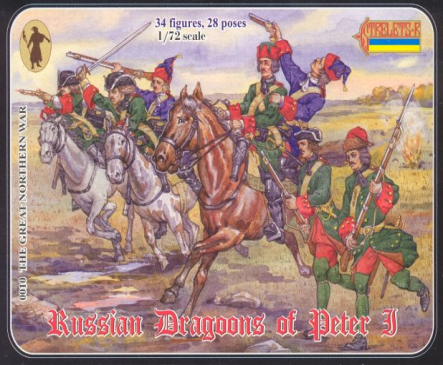 34 figures, 28 poses
1/72 scale
STRELETS·R
0010 THE GREAT NORTHERN WAR
Russian Dragoons of Peter I